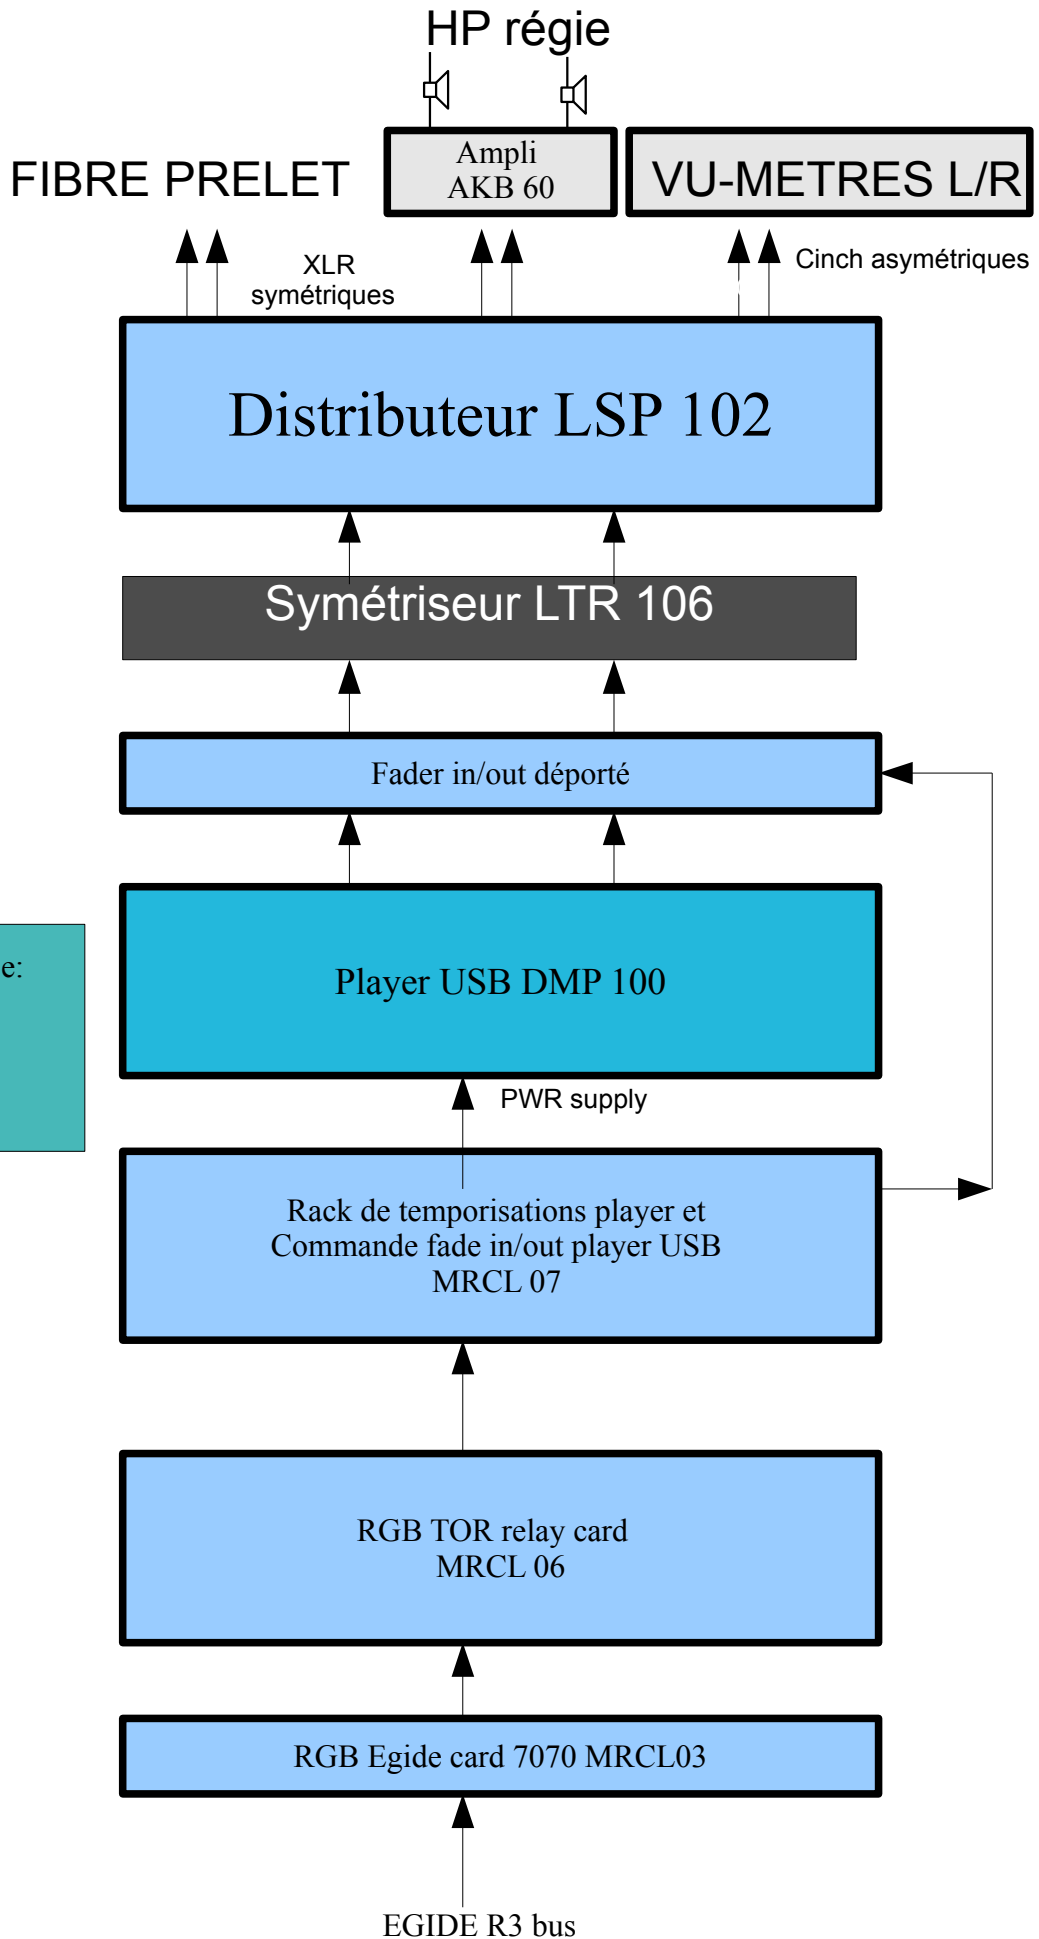 HP régie
Ampli
AKB 60
FIBRE PRELET
VU-METRES L/R
XLR
symétriques
Cinch asymétriques
Distributeur LSP 102
Symétriseur LTR 106
Fader in/out déporté
e:
Player USB DMP 100
PWR supply
Rack de temporisations player et
Commande fade in/out player USB
MRCL 07
RGB TOR relay card
MRCL 06
RGB Egide card 7070 MRCL03
EGIDE R3 bus